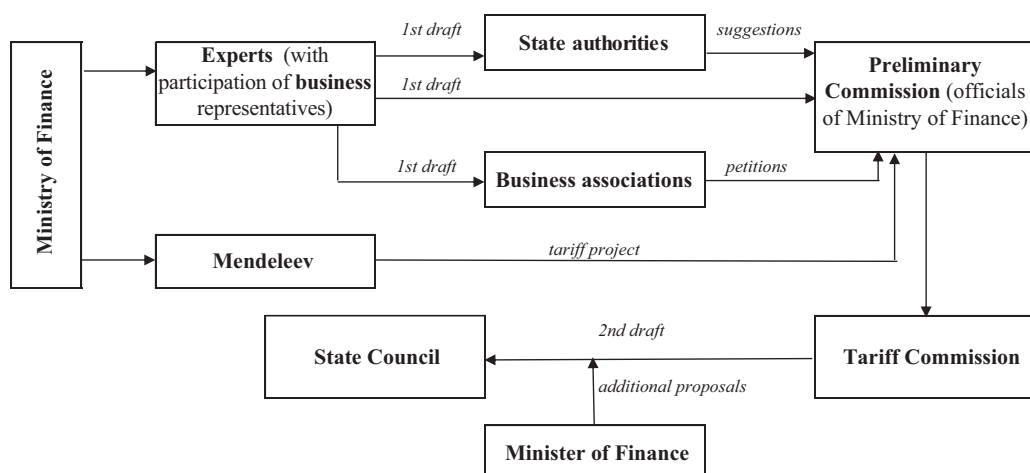 Ministry of Finance
Experts (with
participation of business
representatives)
1st draft
State authorities
suggestions
1st draft
Preliminary
Commission (officials
of Ministry of Finance)
1st draft
Business associations
petitions
Mendeleev
tariff project
State Council
2nd draft
Tariff Commission
additional proposals
Minister of Finance